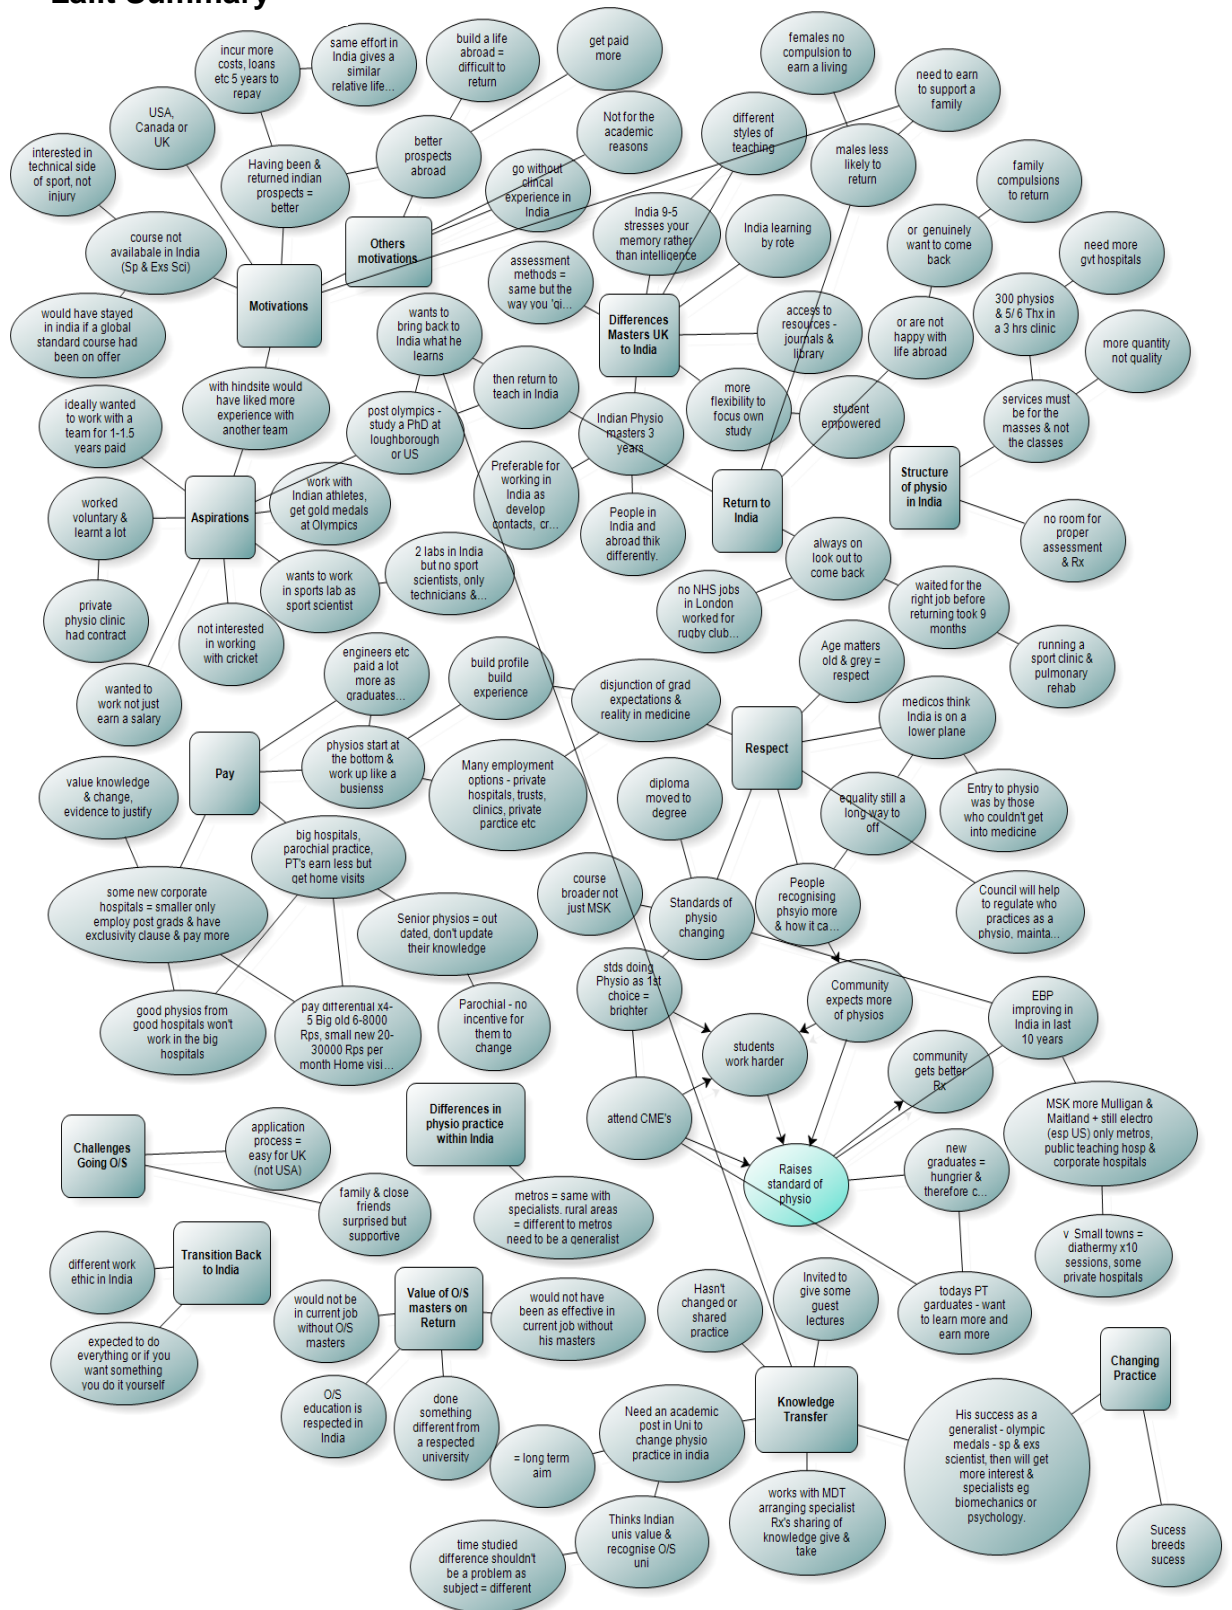 Lalit Summary
incur more
costs, loans
etc 5 years to
repay
same effort in
India gives a
similar
relative life...
build a life
abroad =
difficult to
return
get paid
more
females no
compulsion to
earn a living
need to earn
to support a
family
USA,
Canada or
UK
interested in
technical side
of sport, not
injury
Having been &
returned indian
prospects =
better
better
prospects
abroad
Not for the
academic
reasons
different
styles of
teaching
males less
likely to
return
family
compulsions
to return
go without
clincal
experience in
India
course not
availabale in India
(Sp & Exs Sci)
Others
motivations
India 9-5
stresses your
memory rather
than intelligence
India learning
by rote
or genuinely
want to come
back
need more
gvt hospitals
Motivations
assessment
methods =
same but the
way you 'gi...
would have stayed
in india if a global
standard course had
been on offer
wants to
bring back to
India what he
learns
Differences
Masters UK
to India
access to
resources -
journals &
library
or are not
happy with
life abroad
300 physios
& 5/ 6 Thx in
a 3 hrs clinic
more quantity
not quality
with hindsite would
have liked more
experience with
another team
then return to
teach in India
more
flexibility to
focus own
study
student
empowered
services must
be for the
masses & not
the classes
ideally wanted
to work with a
team for 1-1.5
years paid
post olympics -
study a PhD at
loughborough
or US
Indian Physio
masters 3
years
Preferable for
working in
India as
develop
contacts, cr...
Structure
of physio
in India
worked
voluntary &
learnt a lot
Aspirations
work with
Indian athletes,
get gold medals
at Olympics
People in
India and
abroad thik
differently.
Return to
India
no room for
proper
assessment
& Rx
2 labs in India
but no sport
scientists, only
technicians &...
always on
look out to
come back
wants to work
in sports lab as
sport scientist
no NHS jobs
in London
worked for
rugby club...
waited for the
right job before
returning took 9
months
private
physio clinic
had contract
not interested
in working
with cricket
running a
sport clinic &
pulmonary
rehab
Age matters
old & grey =
respect
engineers etc
paid a lot
more as
graduates...
build profile
build
experience
disjunction of grad
expectations &
reality in medicine
wanted to
work not just
earn a salary
medicos think
India is on a
lower plane
Pay
physios start at
the bottom &
work up like a
busienss
Respect
value knowledge
& change,
evidence to justify
Many employment
options - private
hospitals, trusts,
clinics, private
parctice etc
diploma
moved to
degree
equality still a
long way to
off
Entry to physio
was by those
who couldn't get
into medicine
big hospitals,
parochial practice,
PT's earn less but
get home visits
some new corporate
hospitals = smaller only
employ post grads & have
exclusivity clause & pay more
course
broader not
just MSK
Standards of
physio
changing
People
recognising
phsyio more
& how it ca...
Council will help
to regulate who
practices as a
physio, mainta...
Senior physios = out
dated, don't update
their knowledge
stds doing
Physio as 1st
choice =
brighter
Community
expects more
of physios
EBP
improving in
India in last
10 years
good physios from
good hospitals won't
work in the big
hospitals
pay differential x4-
5 Big old 6-8000
Rps, small new 20-
30000 Rps per
month Home visi...
Parochial - no
incentive for
them to
change
students
work harder
community
gets better
Rx
Differences in
physio practice
within India
attend CME's
MSK more Mulligan &
Maitland + still electro
(esp US) only metros,
public teaching hosp &
corporate hospitals
Challenges
Going O/S
application
process =
easy for UK
(not USA)
Raises
standard of
physio
new
graduates =
hungrier &
therefore c...
family & close
friends
surprised but
supportive
metros = same with
specialists. rural areas
= different to metros
need to be a generalist
v Small towns =
diathermy x10
sessions, some
private hospitals
different work
ethic in India
Transition Back
to India
would not be
in current job
without O/S
masters
Value of O/S
masters on
Return
would not have
been as effective in
current job without
his masters
Hasn't
changed or
shared
practice
Invited to
give some
guest
lectures
todays PT
garduates - want
to learn more and
earn more
expected to do
everything or if you
want something
you do it yourself
Changing
Practice
O/S
education is
respected in
India
done
something
different from
a respected
university
Need an academic
post in Uni to
change physio
practice in india
Knowledge
Transfer
His success as a
generalist - olympic
medals - sp & exs
scientist, then will get
more interest &
specialists eg
biomechanics or
psychology.
= long term
aim
works with MDT
arranging specialist
Rx's sharing of
knowledge give &
take
Thinks Indian
unis value &
recognise O/S
uni
time studied
difference shouldn't
be a problem as
subject = different
Sucess
breeds
sucess